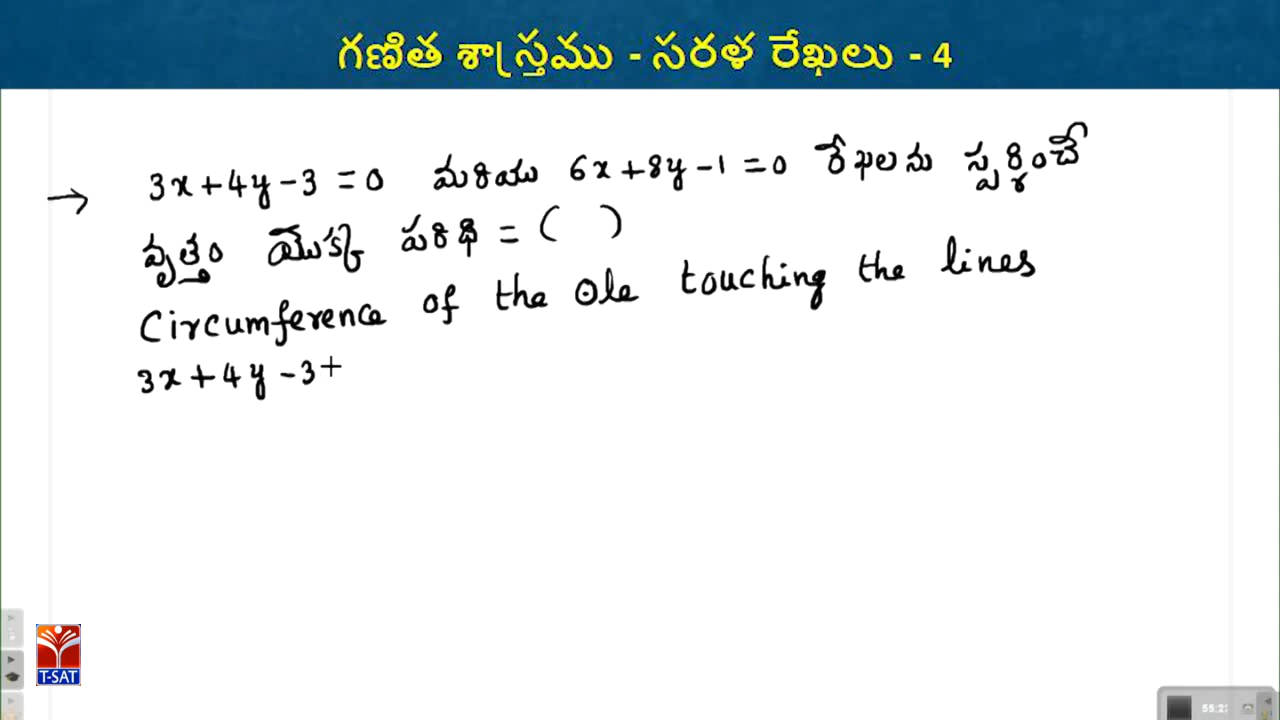 గణిత శాస్త్రము - సరళ రేఖలు - 4
→ 3x+4y-3=0 మరియు 6x+8y-1=0 రేఖలను స్పర్శించే
వృత్తం యొక్క పరిధి = ( )
Circumference of the ⊙le touching the lines
3x+4y-3+
T-SAT